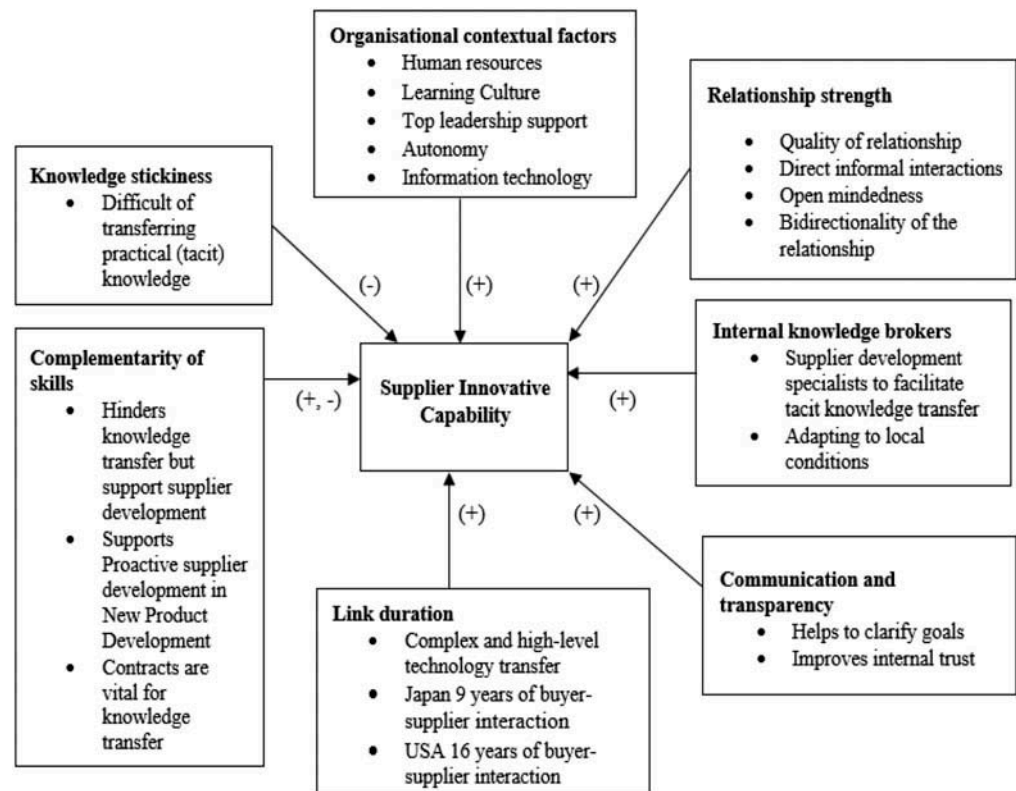 Organisational contextual factors
• Human resources
• Learning Culture
• Top leadership support
• Autonomy
• Information technology
Relationship strength
• Quality of relationship
• Direct informal interactions
• Open mindedness
• Bidirectionality of the
relationship
Knowledge stickiness
• Difficult of
transferring
practical (tacit)
knowledge
(-)
(+)
(+)
Complementarity of
skills
• Hinders
knowledge
transfer but
support supplier
development
• Supports
Proactive supplier
development in
New Product
Development
• Contracts are
vital for
knowledge
transfer
(+, -)
Supplier Innovative
Capability
(+)
Internal knowledge brokers
• Supplier development
specialists to facilitate
tacit knowledge transfer
• Adapting to local
conditions
(+)
(+)
Link duration
• Complex and high-level
technology transfer
• Japan 9 years of buyer-
supplier interaction
• USA 16 years of buyer-
supplier interaction
Communication and
transparency
• Helps to clarify goals
• Improves internal trust